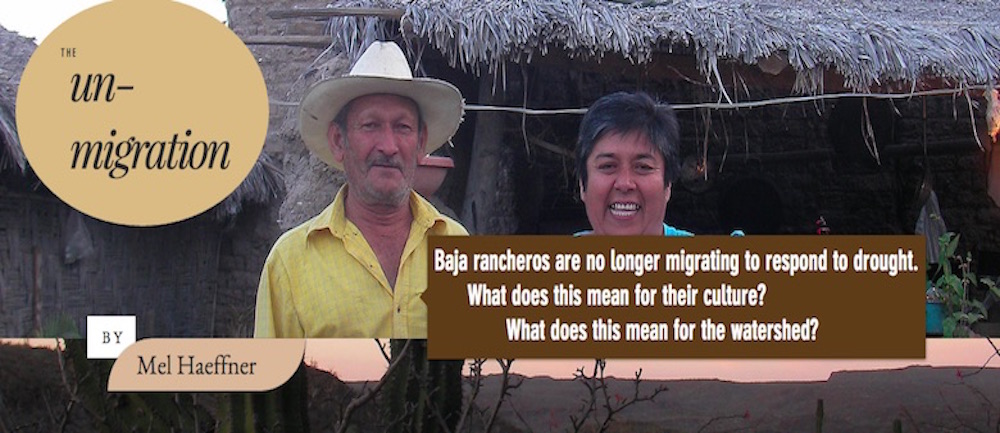 THE
un-
migration
Baja rancheros are no longer migrating to respond to drought.
What does this mean for their culture?
What does this mean for the watershed?
BY
Mel Haeffner